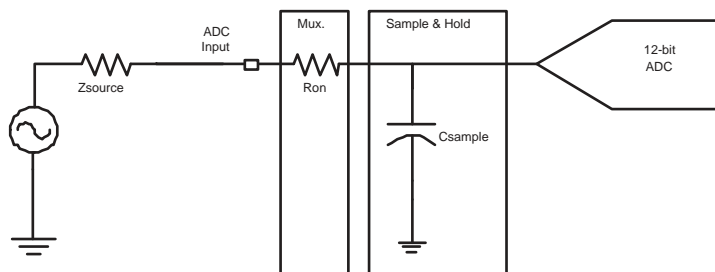 ADC
Input
Mux.
Sample & Hold
12-bit
ADC
Zsource
Ron
Csample